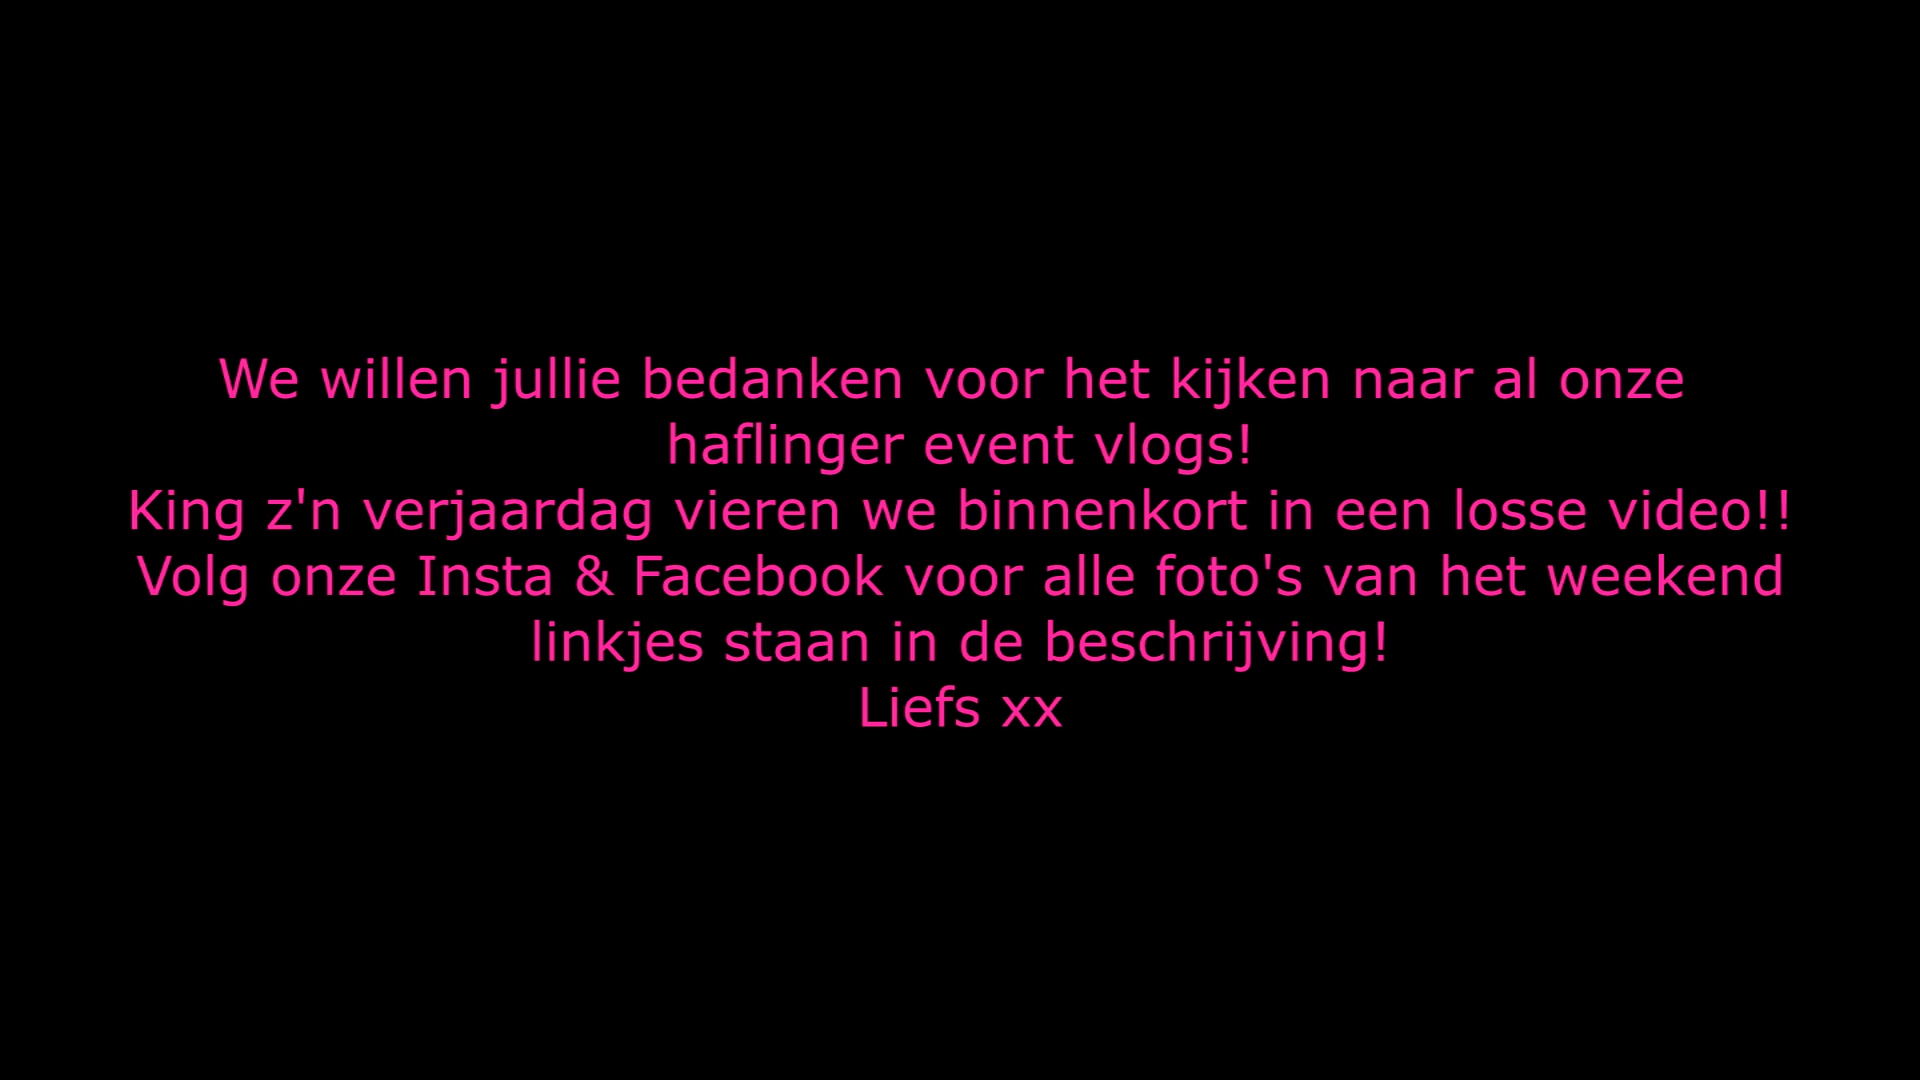 We willen jullie bedanken voor het kijken naar al onze
haflinger event vlogs!
King z'n verjaardag vieren we binnenkort in een losse video!!
Volg onze Insta & Facebook voor alle foto's van het weekend
linkjes staan in de beschrijving!
Liefs xx